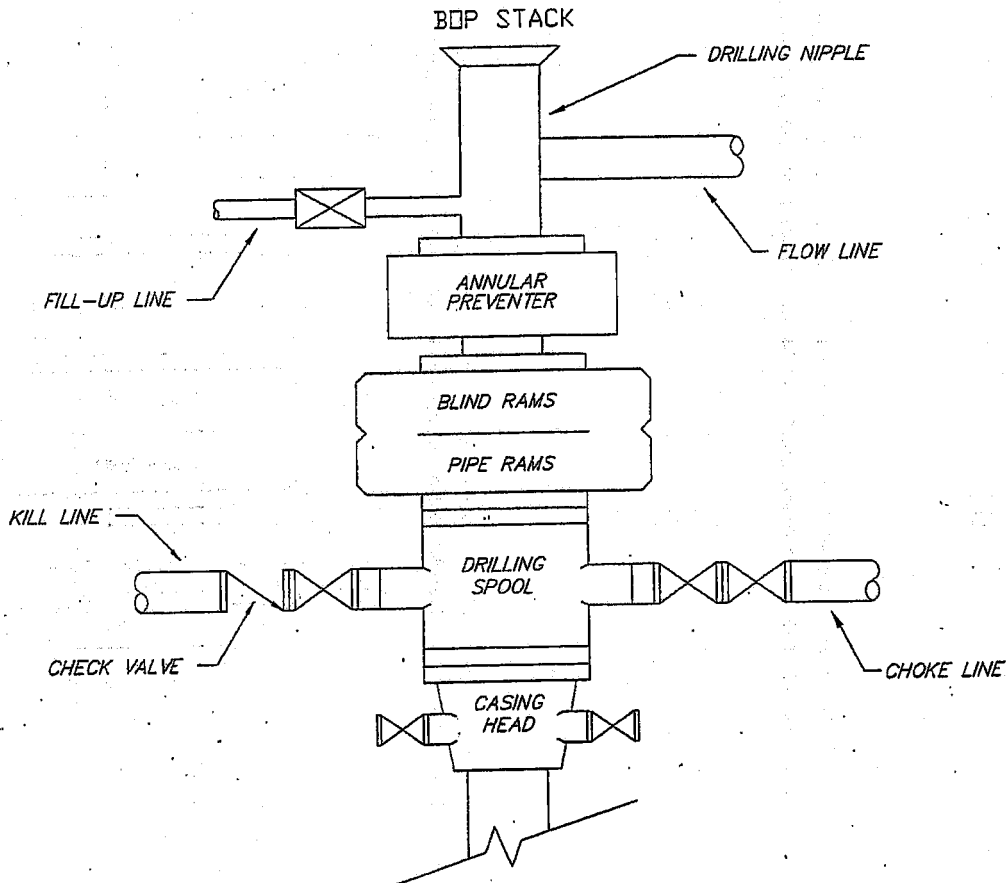 BOP STACK
DRILLING NIPPLE
FLOW LINE
FILL-UP LINE
ANNULAR
PREVENTER
BLIND RAMS
PIPE RAMS
KILL LINE
DRILLING
SPOOL
CHECK VALVE
CHOKE LINE
CASING
HEAD